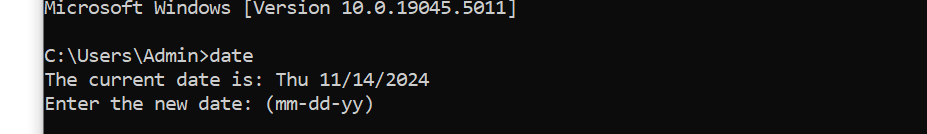 Microsoft Windows [Version 10.0.19045.5011]
C:\Users\Admin>date
The current date is: Thu 11/14/2024
Enter the new date: (mm-dd-yy)